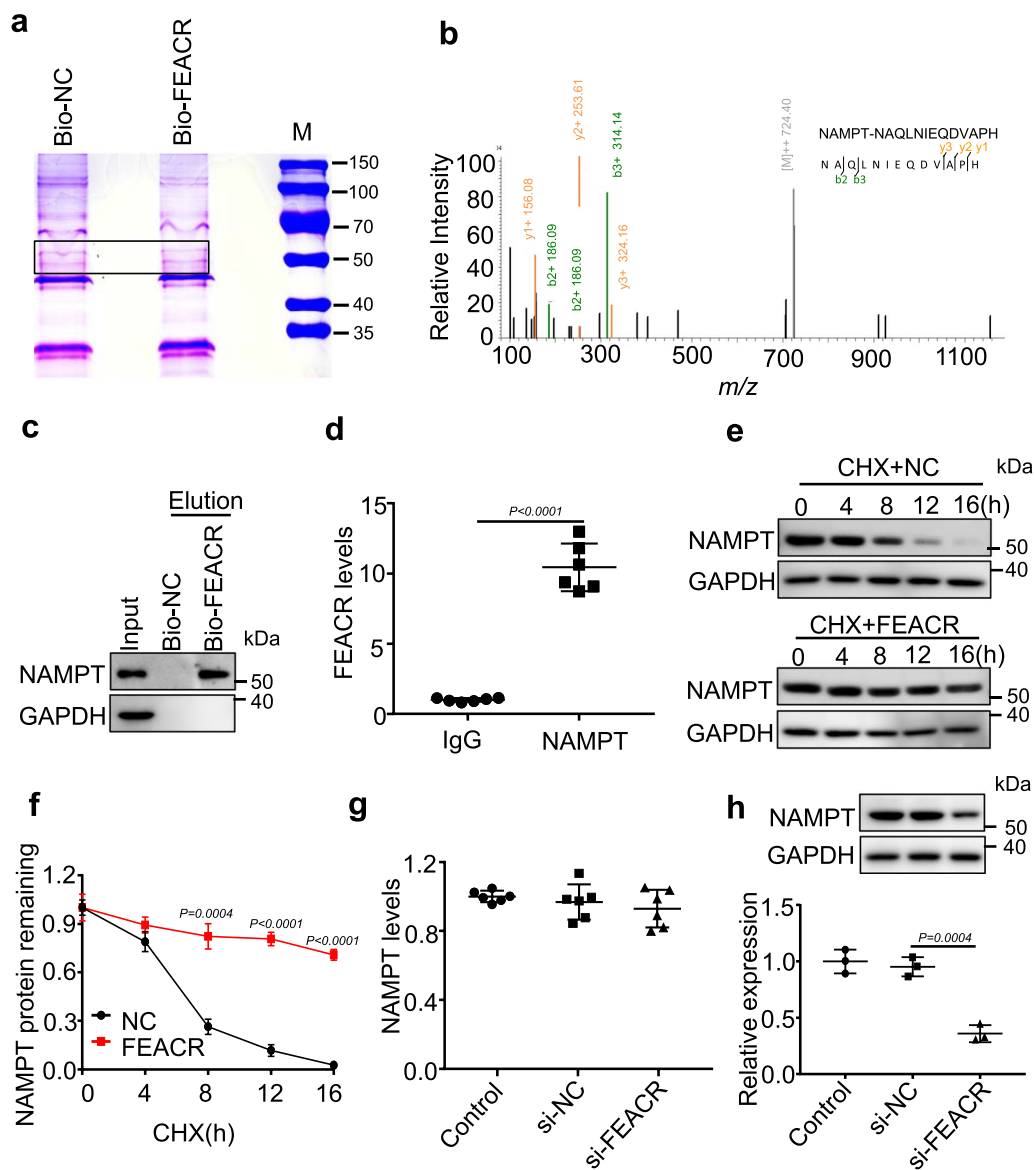 a
Bio-NC
Bio-FEACR
M
150
100
70
50
40
35
b
Relative Intensity
100
80
60
40
20
0
y1+ 156.08
b2+ 186.09
y2+ 253.61
b2+ 186.09
b3+ 314.14
y3+ 324.16
[M]++ 724.40
NAMPT-NAQLNIEQDVAPH
y3 y2 y1
N A Q L N I E Q D V A P H
b2 b3
100 300 500 700 900 1100
m/z
c
Elution
Input
Bio-NC
Bio-FEACR
kDa
NAMPT
50
40
GAPDH
d
FEACR levels
15
10
5
0
P<0.0001
IgG NAMPT
e
CHX+NC
kDa
0 4 8 12 16(h)
NAMPT
50
40
GAPDH
CHX+FEACR
0 4 8 12 16(h)
NAMPT
50
40
GAPDH
f
NAMPT protein remaining
1.2
0.9
0.6
0.3
0.0
P=0.0004
P<0.0001
P<0.0001
NC
FEACR
0 4 8 12 16
CHX(h)
g
NAMPT levels
1.2
0.8
0.4
0.0
Control
si-NC
si-FEACR
h
kDa
NAMPT
50
40
GAPDH
Relative expression
1.5
1.0
0.5
0.0
P=0.0004
Control
si-NC
si-FEACR